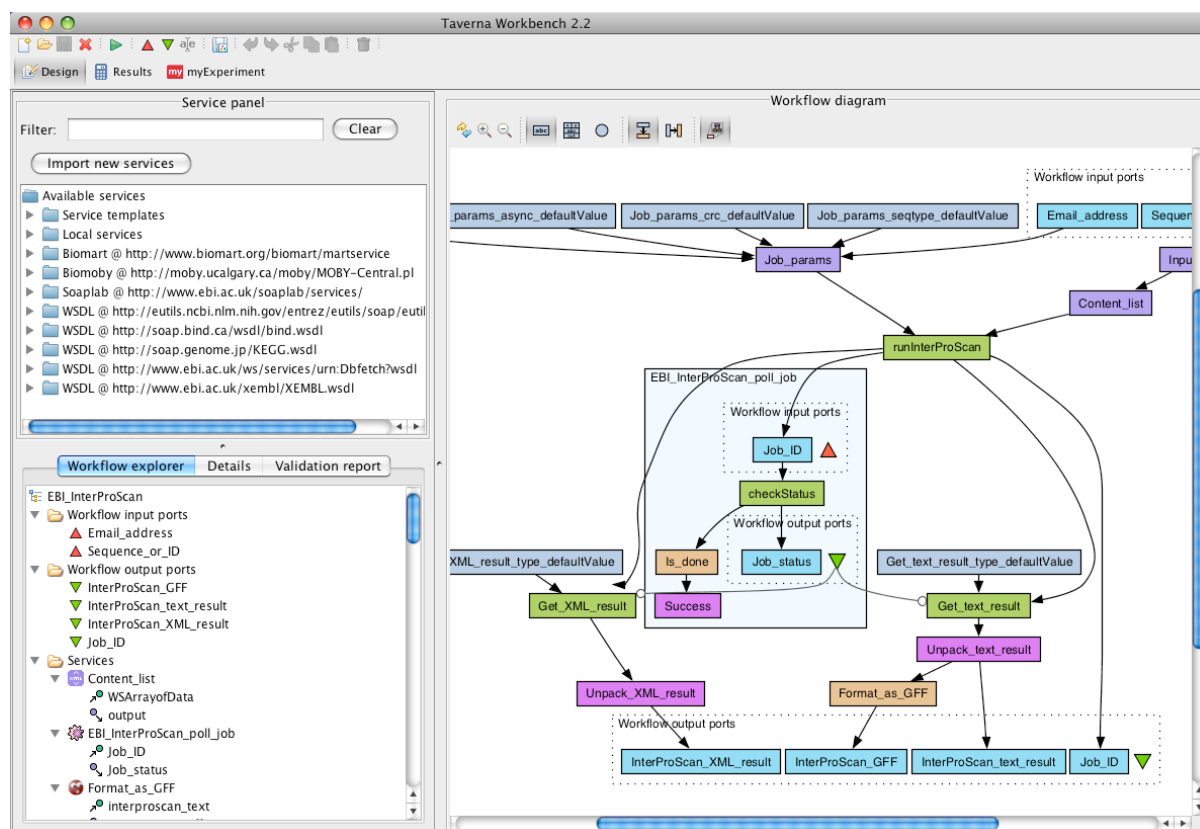 Taverna Workbench 2.2
Design
Results
my myExperiment
Service panel
Filter:
Clear
Import new services
Available services
Service templates
Local services
Biomart @ http://www.biomart.org/biomart/martservice
Biomoby @ http://moby.ucalgary.ca/moby/MOBY-Central.pl
Soaplab @ http://www.ebi.ac.uk/soaplab/services/
WSDL @ http://eutils.ncbi.nlm.nih.gov/entrez/eutils/soap/eutil
WSDL @ http://soap.bind.ca/wsdl/bind.wsdl
WSDL @ http://soap.genome.jp/KEGG.wsdl
WSDL @ http://www.ebi.ac.uk/ws/services/urn:Dbfetch?wsdl
WSDL @ http://www.ebi.ac.uk/xembl/XEMBL.wsdl
Workflow explorer
Details
Validation report
EBI_InterProScan
Workflow input ports
Email_address
Sequence_or_ID
Workflow output ports
InterProScan_GFF
InterProScan_text_result
InterProScan_XML_result
Job_ID
Services
Content_list
WSArrayofData
output
EBI_InterProScan_poll_job
Job_ID
Job_status
Format_as_GFF
interproscan_text
Workflow diagram
abc
Workflow input ports
_params_async_defaultValue
Job_params_crc_defaultValue
Job_params_seqtype_defaultValue
Email_address
Sequen
Job_params
Inpu
Content_list
runInterProScan
EBI_InterProScan_poll_job
Workflow input ports
Job_ID
checkStatus
Workflow output ports
XML_result_type_defaultValue
Is_done
Job_status
Get_text_result_type_defaultValue
Get_XML_result
Success
Get_text_result
Unpack_text_result
Unpack_XML_result
Format_as_GFF
Workflow output ports
InterProScan_XML_result
InterProScan_GFF
InterProScan_text_result
Job_ID